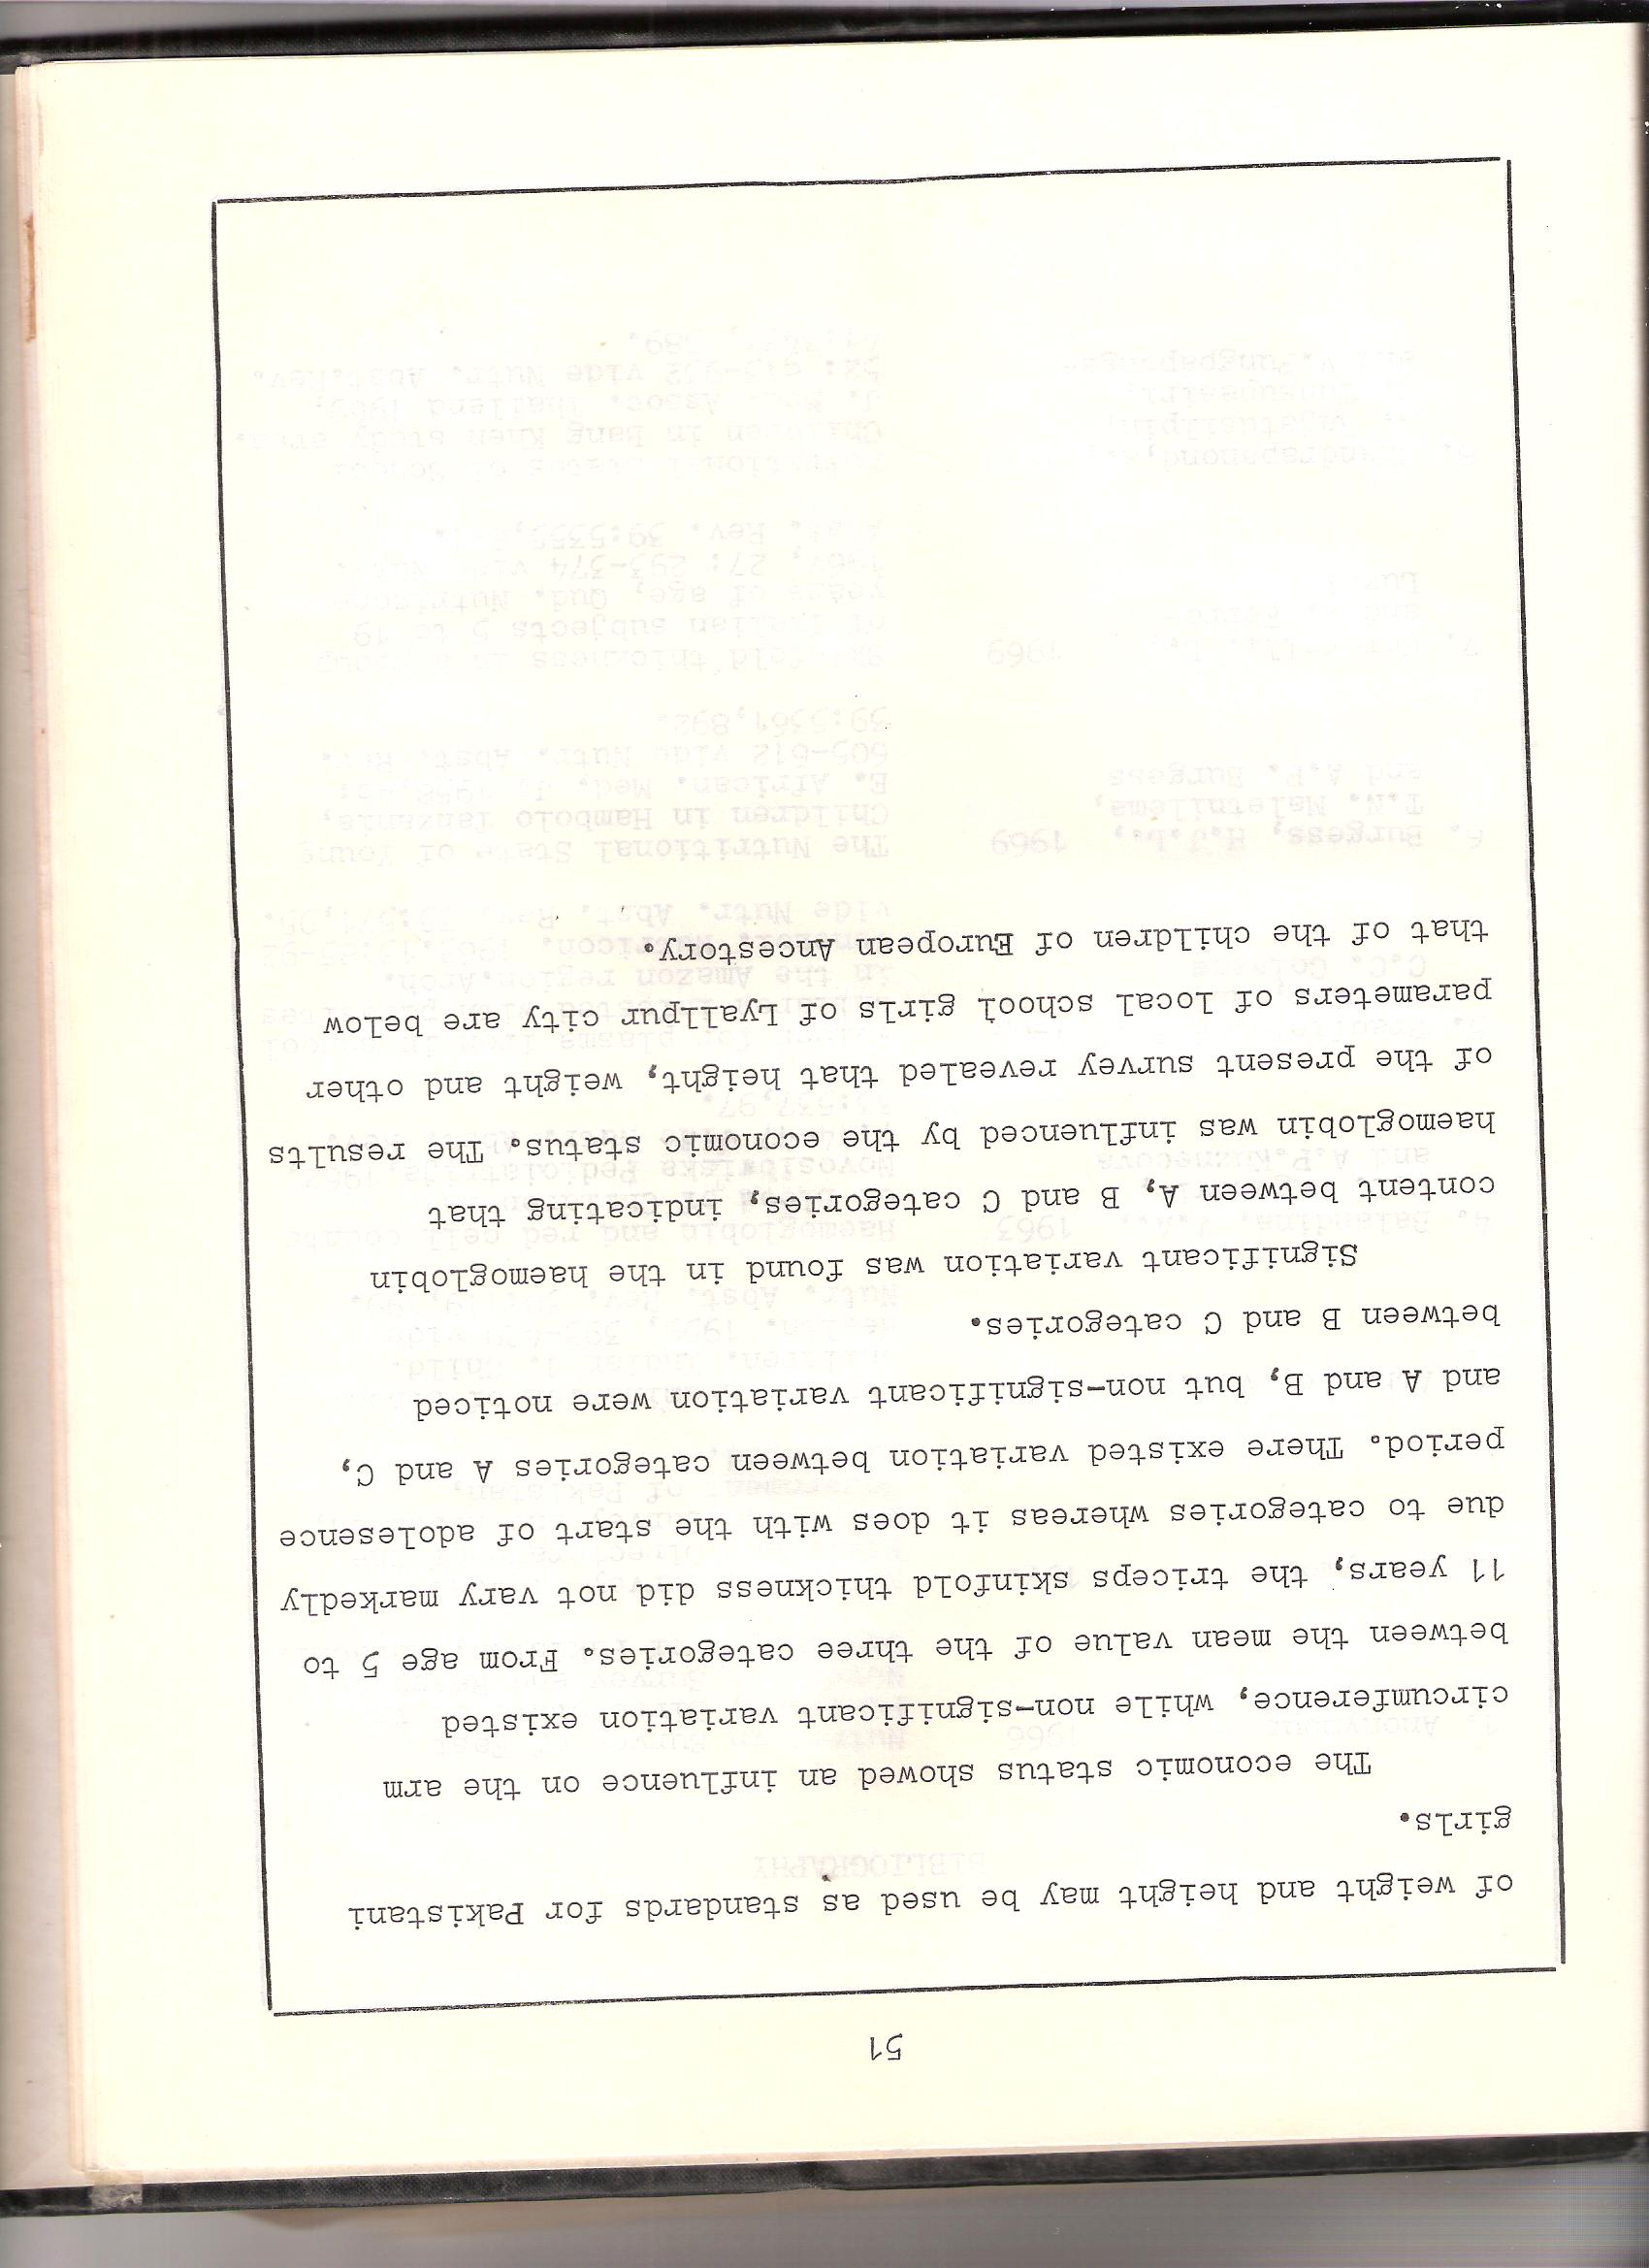 51
of weight and height may be used as standards for Pakistani
girls.
The economic status showed an influence on the arm
circumference, while non-significant variation existed
between the mean value of the three categories. From age 5 to
11 years, the triceps skinfold thickness did not vary markedly
due to categories whereas it does with the start of adolesence
period. There existed variation between categories A and C,
and A and B, but non-significant variation were noticed
between B and C categories.
Significant variation was found in the haemoglobin
content between A, B and C categories, indicating that
haemoglobin was influenced by the economic status. The results
of the present survey revealed that height, weight and other
parameters of local school girls of Lyallpur city are below
that of the children of European Ancestory.